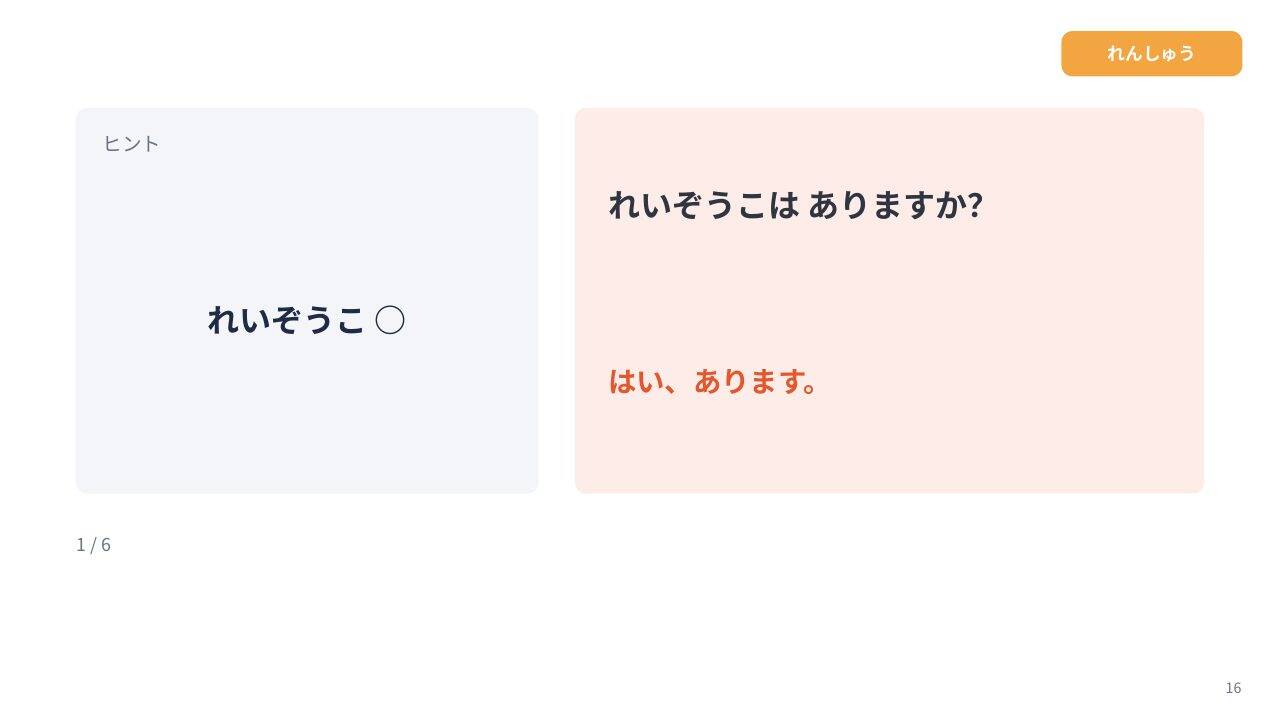 れんしゅう
ヒント
れいぞうこ ○
れいぞうこは ありますか?
はい、あります。
1 / 6
16